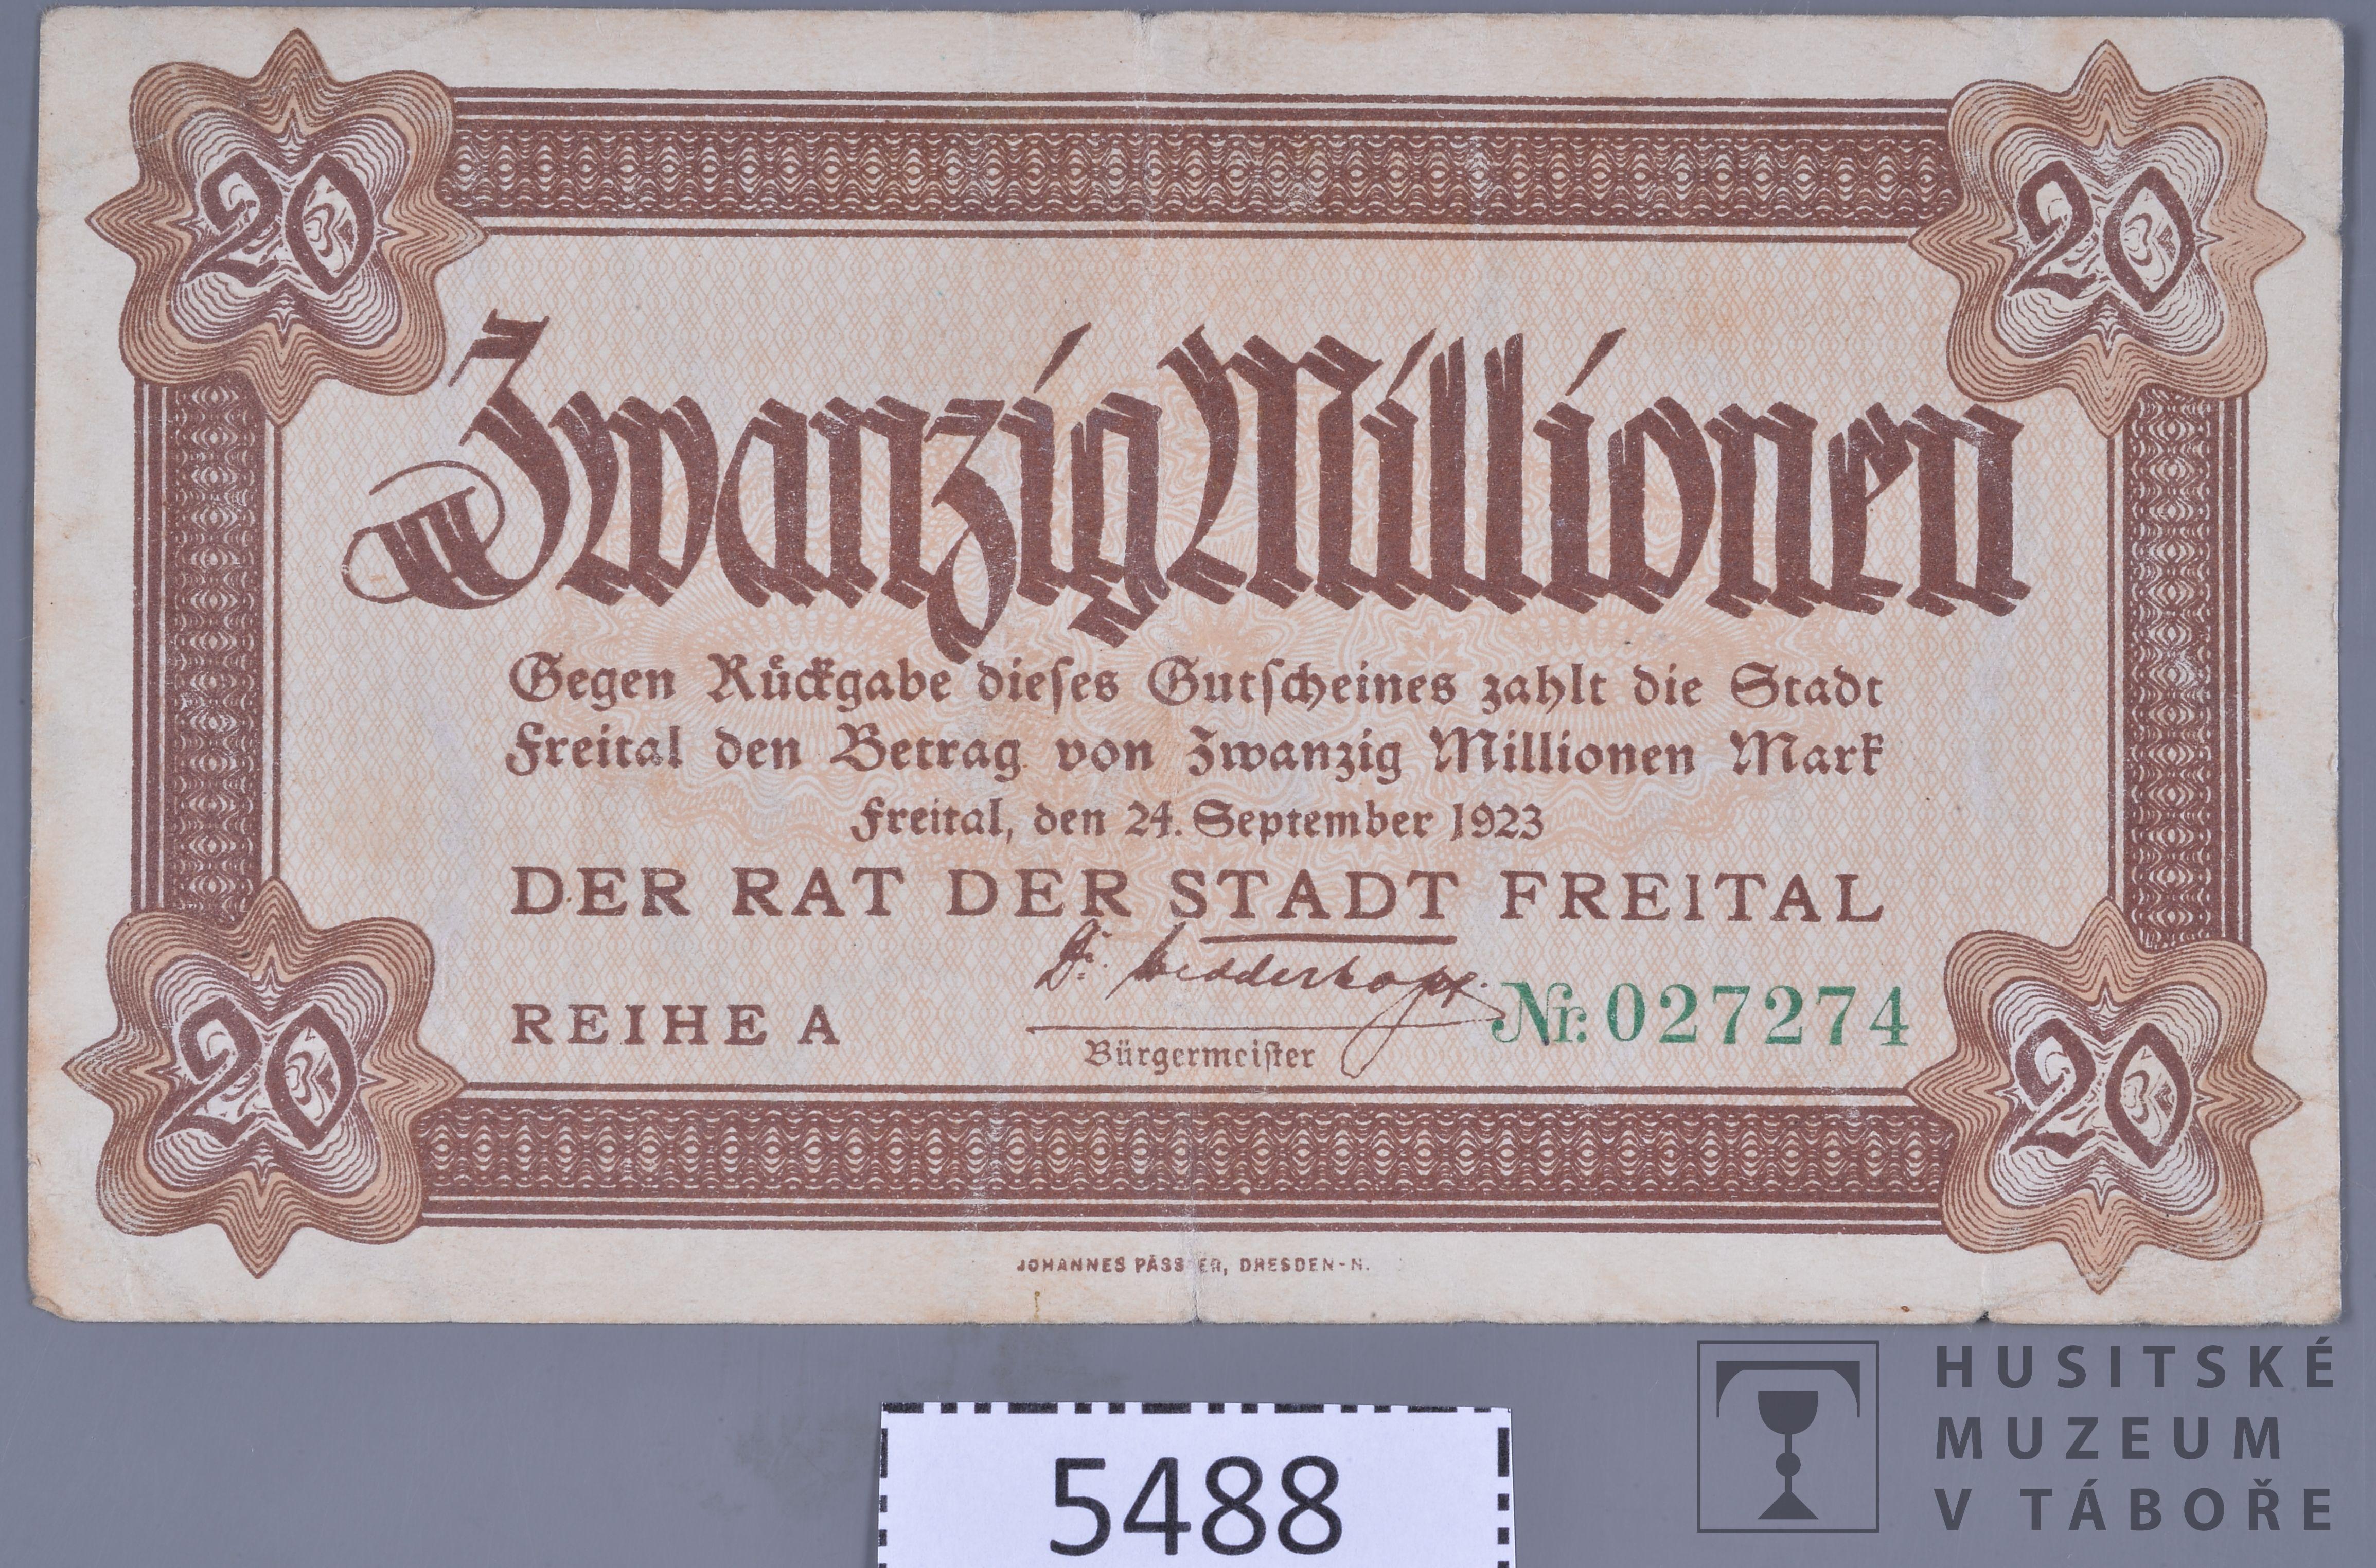 20
20
Zwanzig Millionen
Gegen Rückgabe dieses Gutscheines zahlt die Stadt
Freital den Betrag von Zwanzig Millionen Mark
Freital, den 24. September 1923
DER RAT DER STADT FREITAL
Dr. Wedderkopf.
REIHE A
Nr. 027274
Bürgermeister
20
20
JOHANNES PÄSSLER, DRESDEN-N.
HUSITSKÉ
MUZEUM
V TÁBOŘE
5488